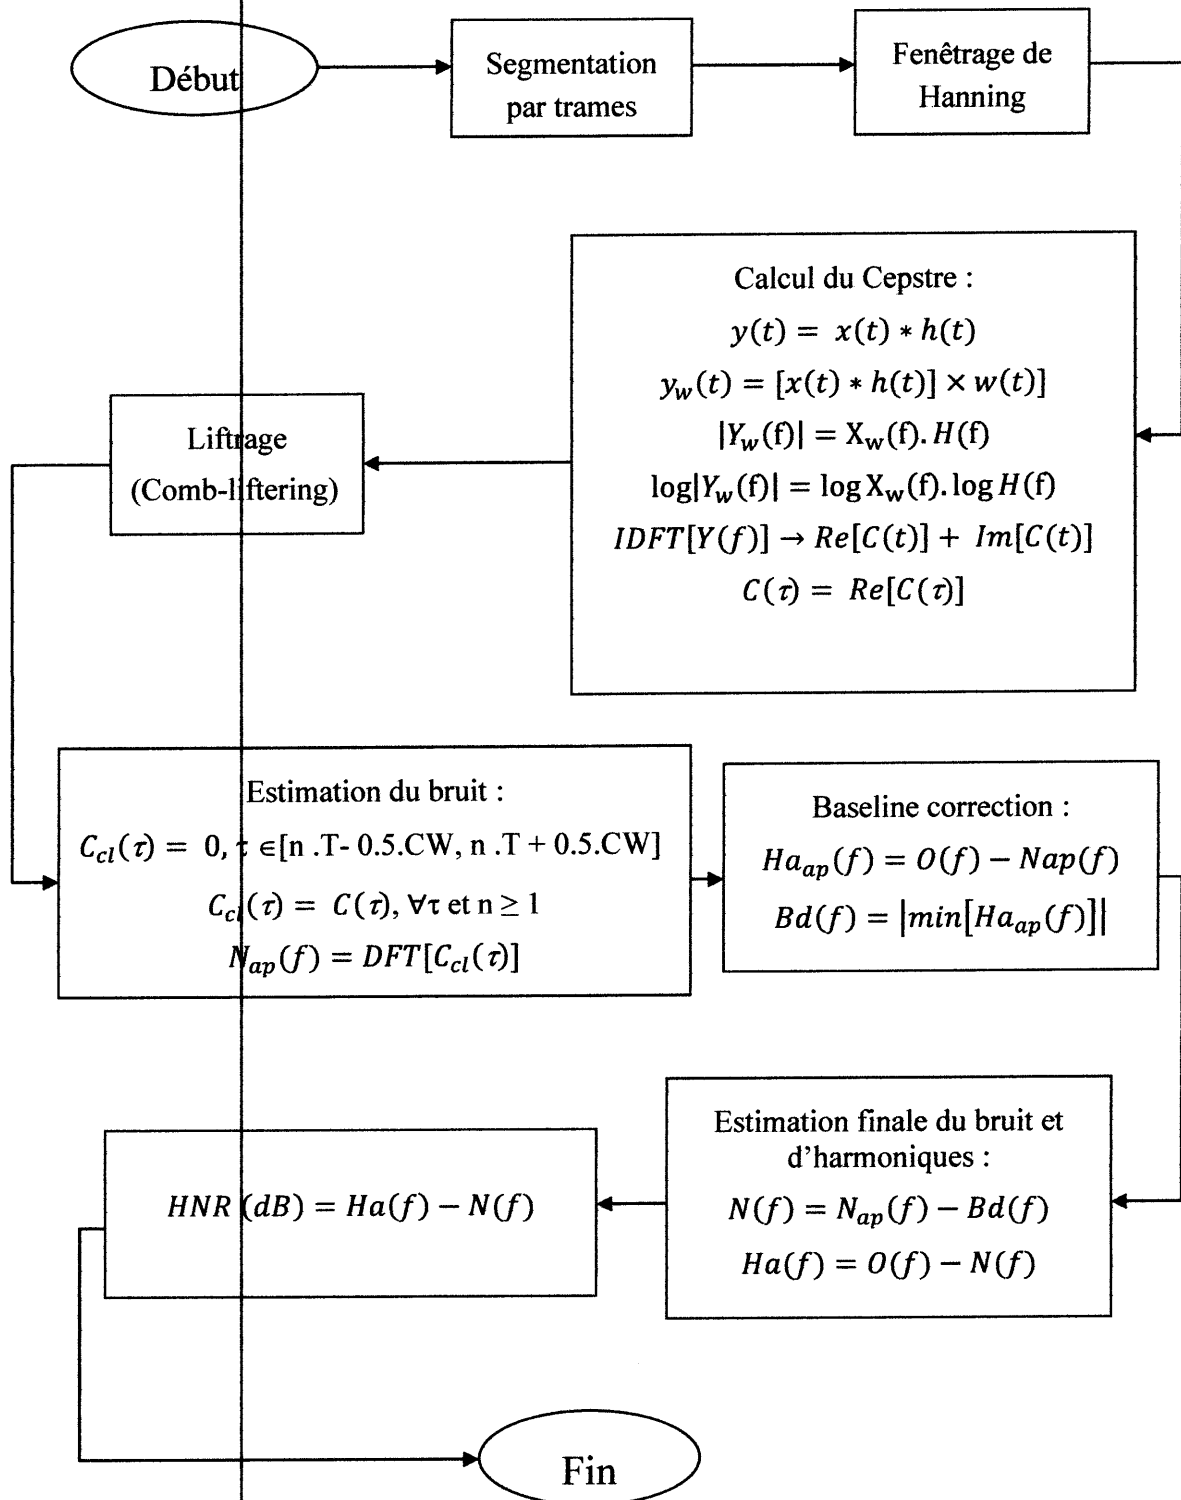 Début
Segmentation
par trames
Fenêtrage de
Hanning
Calcul du Cepstre :
y(t) = x(t) * h(t)
y_w(t) = [x(t) * h(t)] × w(t)]
|Y_w(f)| = X_w(f). H(f)
log|Y_w(f)| = log X_w(f). log H(f)
IDFT[Y(f)] → Re[C(t)] + Im[C(t)]
C(τ) = Re[C(τ)]
Liftrage
(Comb-liftering)
Estimation du bruit :
C_cl(τ) = 0, τ ∈[n .T- 0.5.CW, n .T + 0.5.CW]
C_cl(τ) = C(τ), ∀τ et n ≥ 1
N_ap(f) = DFT[C_cl(τ)]
Baseline correction :
Ha_ap(f) = O(f) − Nap(f)
Bd(f) = |min[Ha_ap(f)]|
Estimation finale du bruit et
d’harmoniques :
N(f) = N_ap(f) − Bd(f)
Ha(f) = O(f) − N(f)
HNR (dB) = Ha(f) − N(f)
Fin